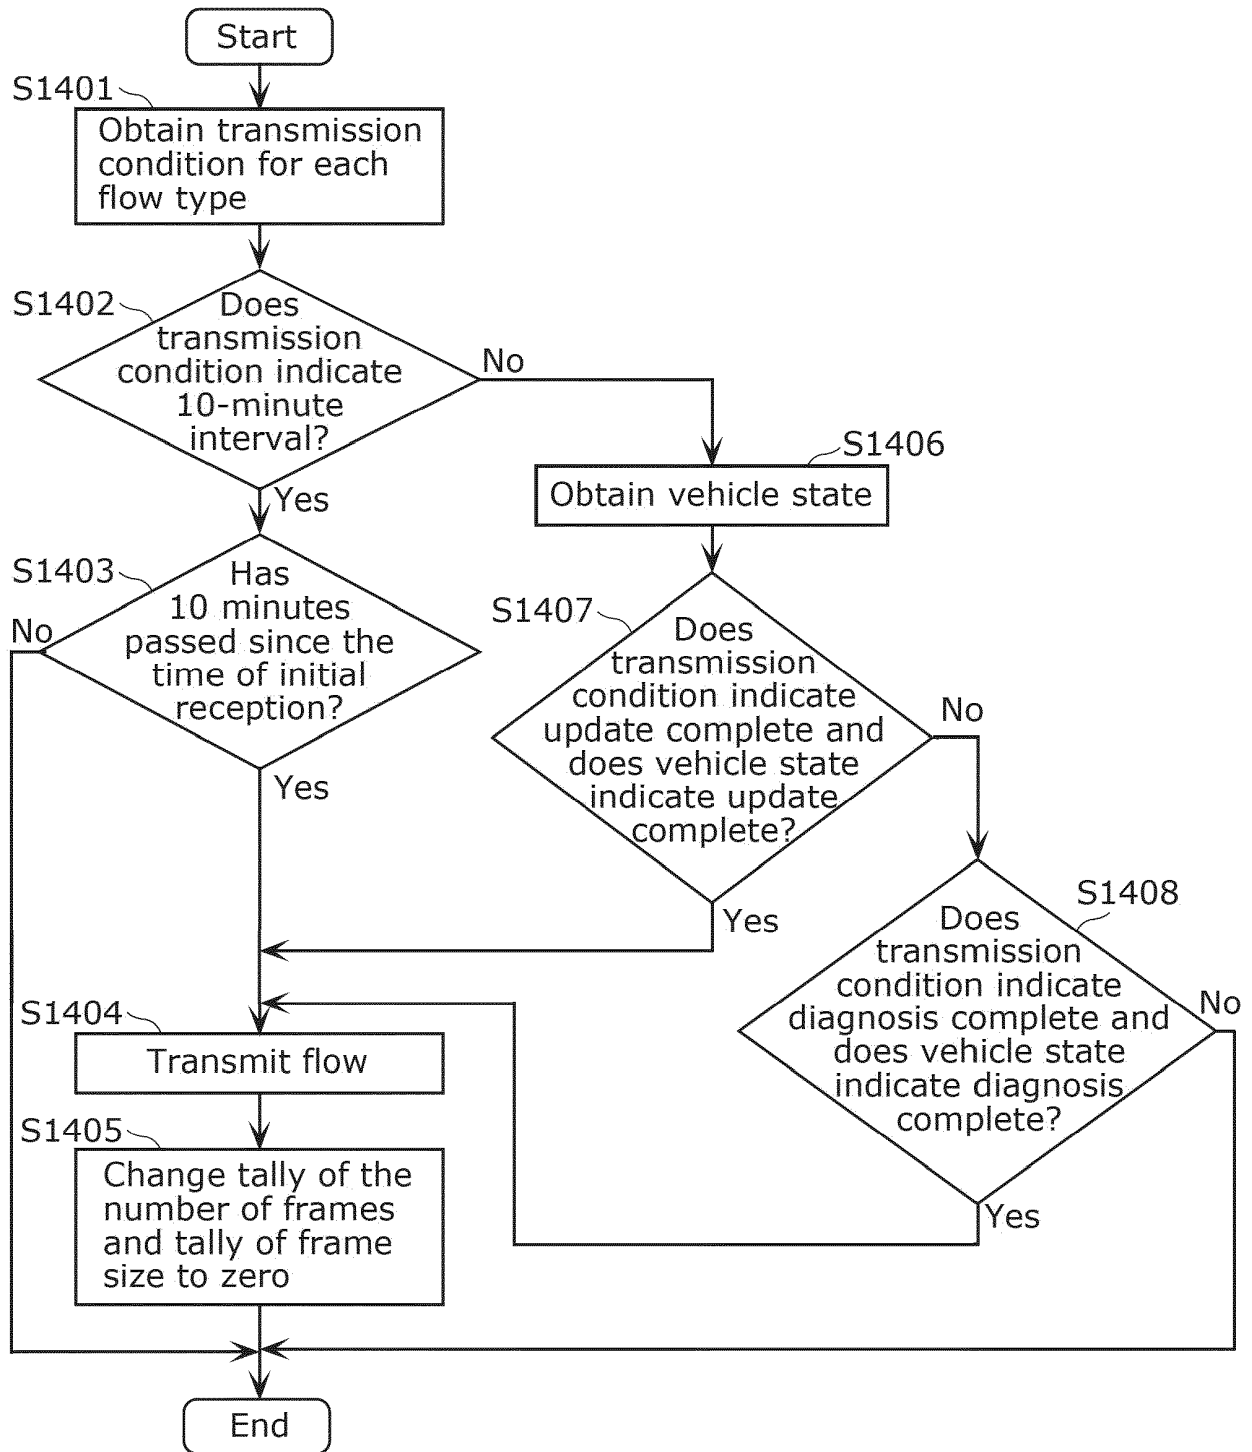 Start
S1401
Obtain transmission
condition for each
flow type
S1402
Does
transmission
condition indicate
10-minute
interval?
No
Yes
S1403
Has
10 minutes
passed since the
time of initial
reception?
No
Yes
S1406
Obtain vehicle state
S1407
Does
transmission
condition indicate
update complete and
does vehicle state
indicate update
complete?
No
Yes
S1408
Does
transmission
condition indicate
diagnosis complete and
does vehicle state
indicate diagnosis
complete?
No
Yes
S1404
Transmit flow
S1405
Change tally of the
number of frames
and tally of frame
size to zero
End